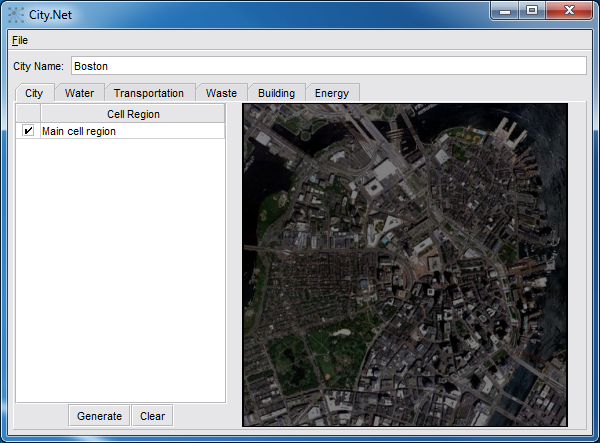 City.Net
File
City Name: Boston
City Water Transportation Waste Building Energy
Cell Region
Main cell region
Generate Clear